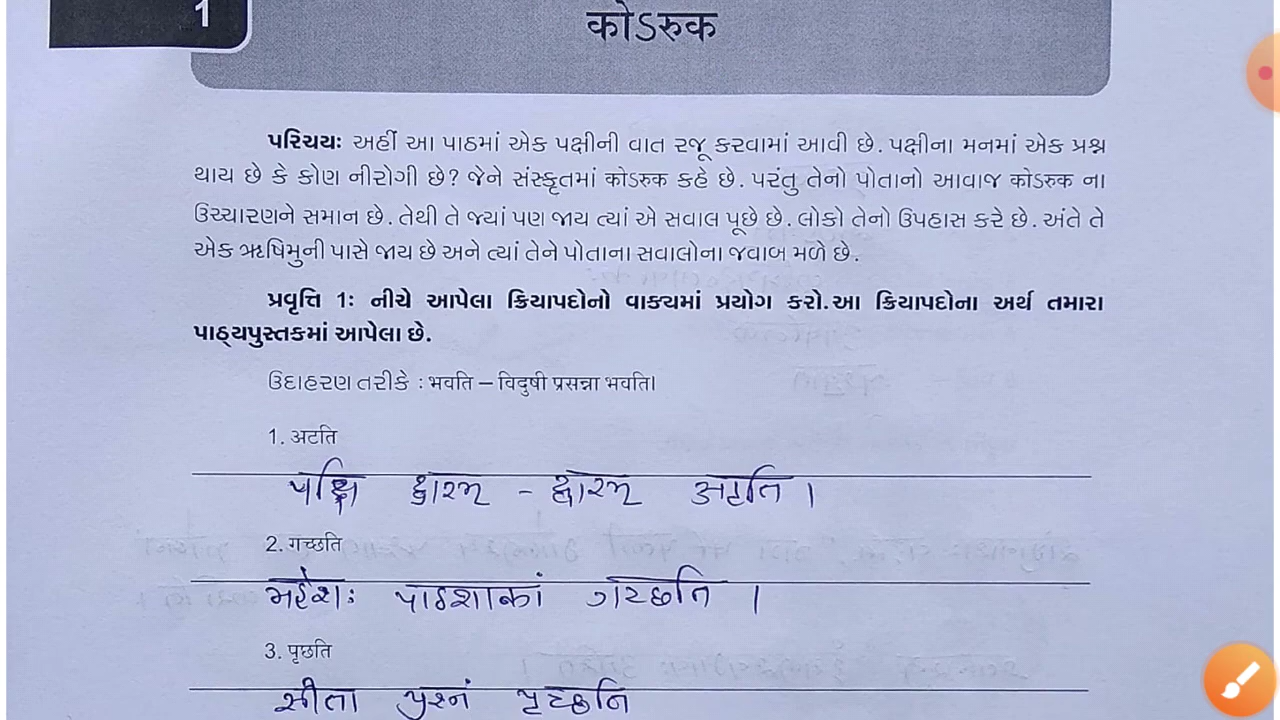 1
कोऽरुक
પરિચયઃ અહીં આ પાઠમાં એક પક્ષીની વાત રજૂ કરવામાં આવી છે. પક્ષીના મનમાં એક પ્રશ્ન
થાય છે કે કોણ નીરોગી છે? જેને સંસ્કૃતમાં કોઽરુક કહે છે. પરંતુ તેનો પોતાનો આવાજ કોઽરુક ના
ઉચ્ચારણને સમાન છે. તેથી તે જ્યાં પણ જાય ત્યાં એ સવાલ પૂછે છે. લોકો તેનો ઉપહાસ કરે છે. અંતે તે
એક ઋષિમુની પાસે જાય છે અને ત્યાં તેને પોતાના સવાલોના જવાબ મળે છે.
પ્રવૃત્તિ 1ઃ નીચે આપેલા ક્રિયાપદોનો વાક્યમાં પ્રયોગ કરો. આ ક્રિયાપદોના અર્થ તમારા
પાઠ્યપુસ્તકમાં આપેલા છે.
ઉદાહરણ તરીકે : भवति – विदुषी प्रसन्ना भवति।
1. अटति
पक्षि द्वारम् - द्वारम् अटति ।
2. गच्छति
महेशः पाठशाकां गच्छति ।
3. पृछति
सीता प्रश्नं पृच्छति